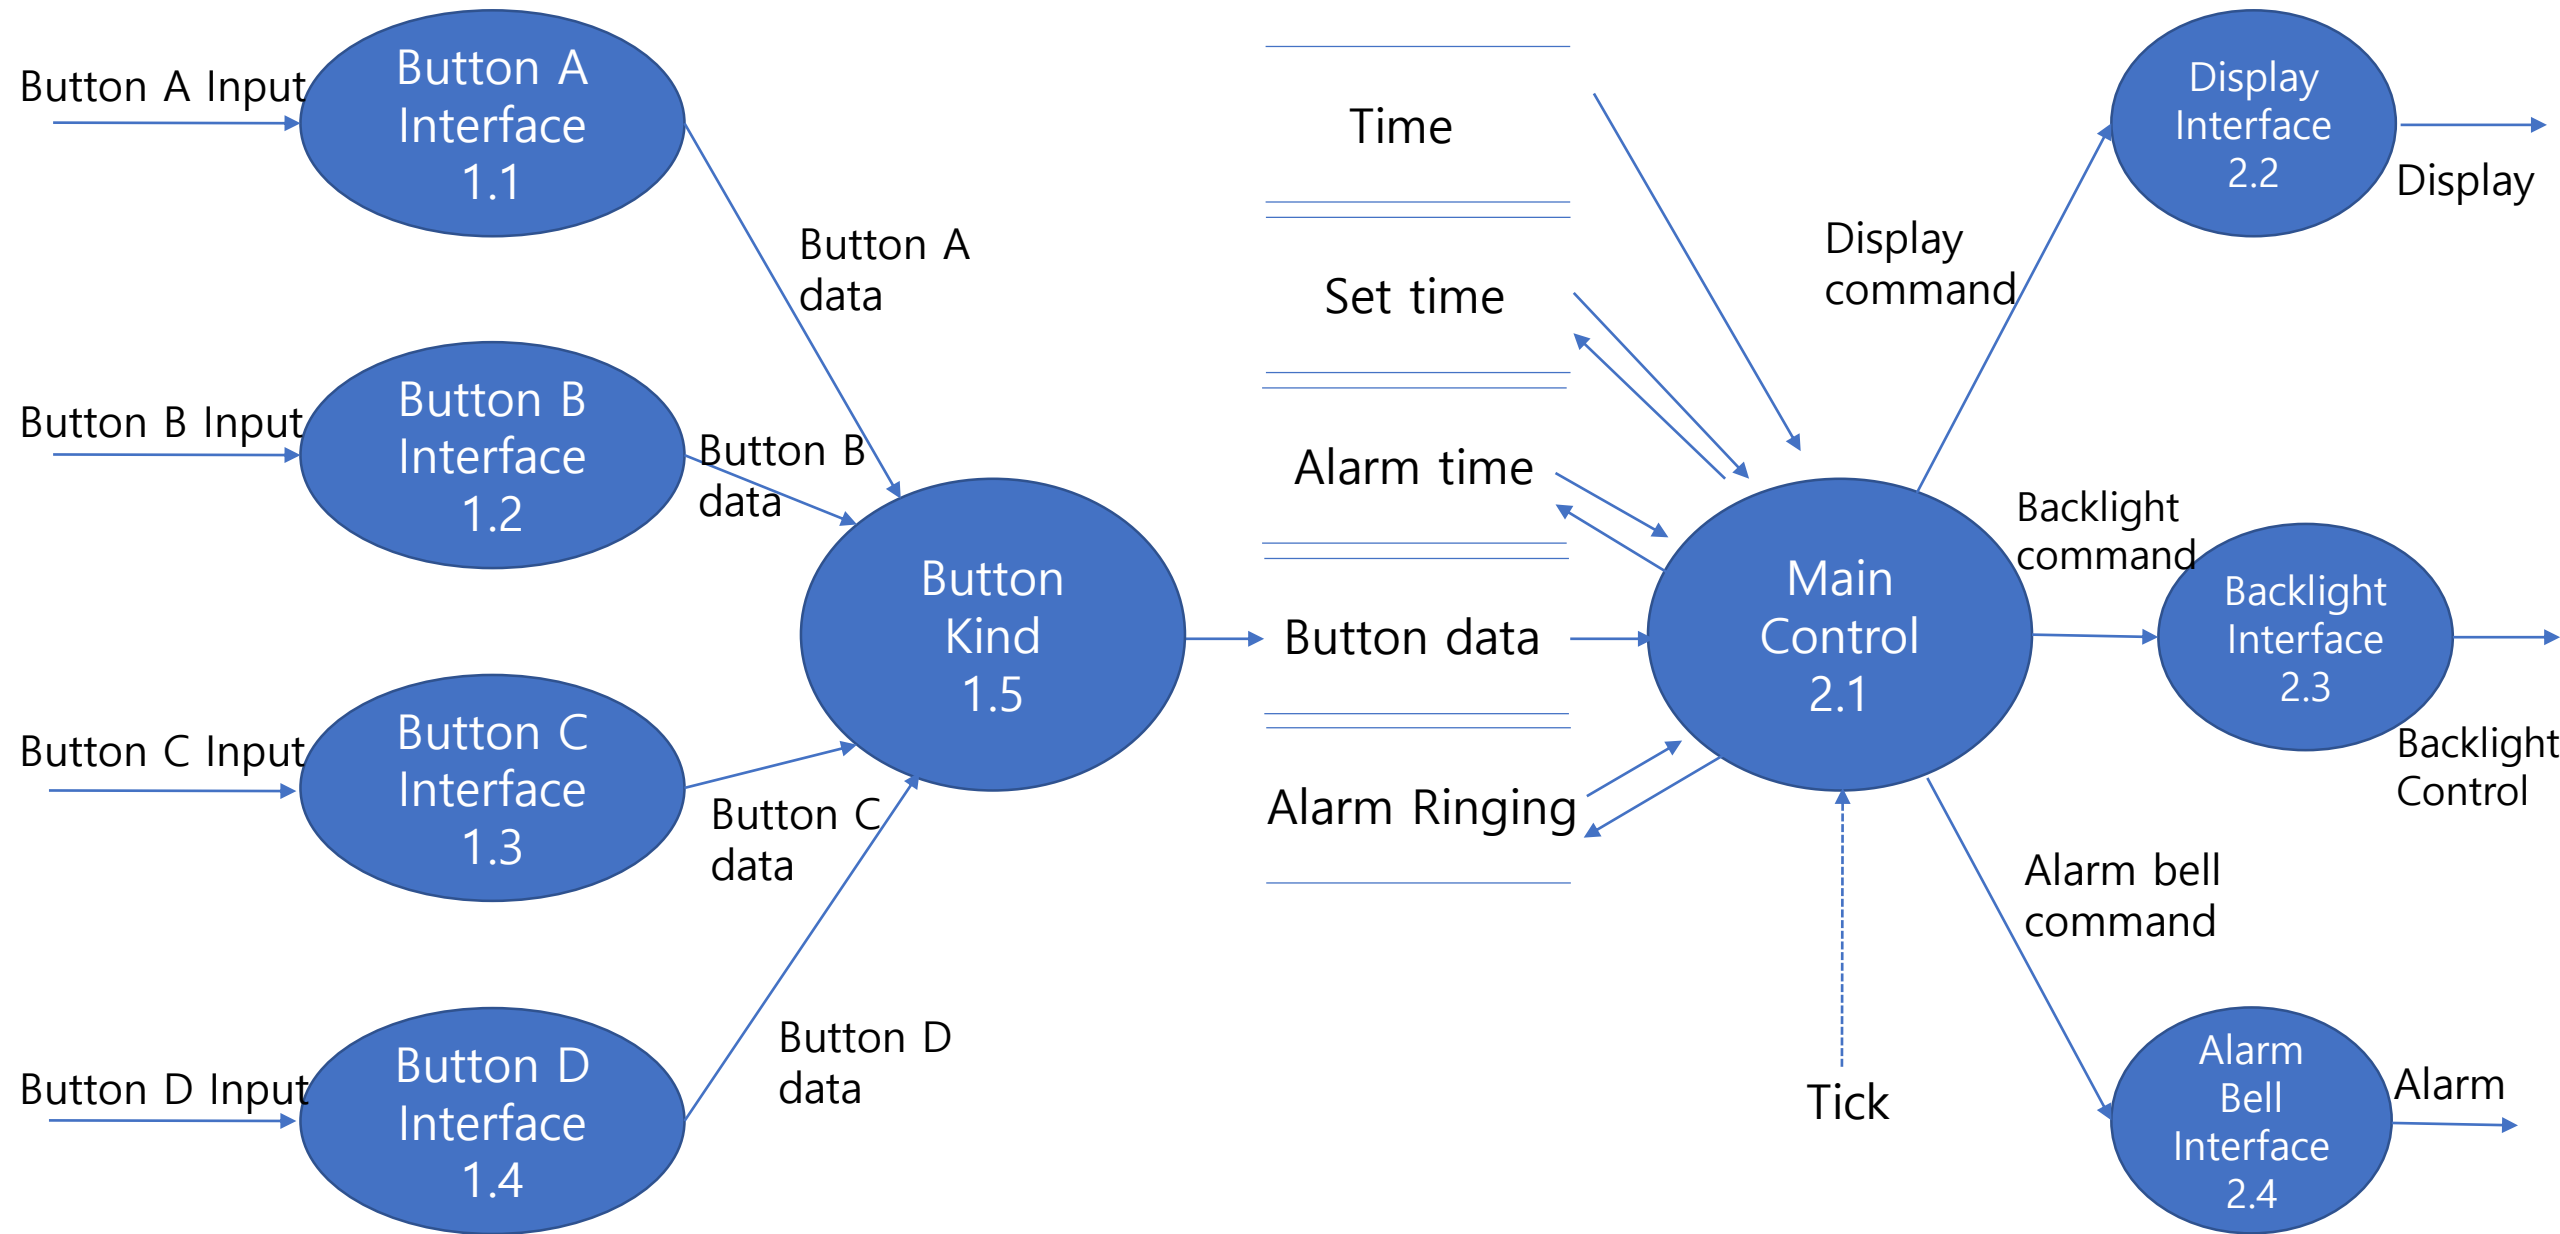 Button A Input
Button A
Interface
1.1
Button A
data
Button B Input
Button B
Interface
1.2
Button B
data
Button C Input
Button C
Interface
1.3
Button C
data
Button D Input
Button D
Interface
1.4
Button D
data
Button
Kind
1.5
Time
Set time
Alarm time
Button data
Alarm Ringing
Main
Control
2.1
Tick
Display
command
Display
Interface
2.2
Display
Backlight
command
Backlight
Interface
2.3
Backlight
Control
Alarm bell
command
Alarm
Bell
Interface
2.4
Alarm